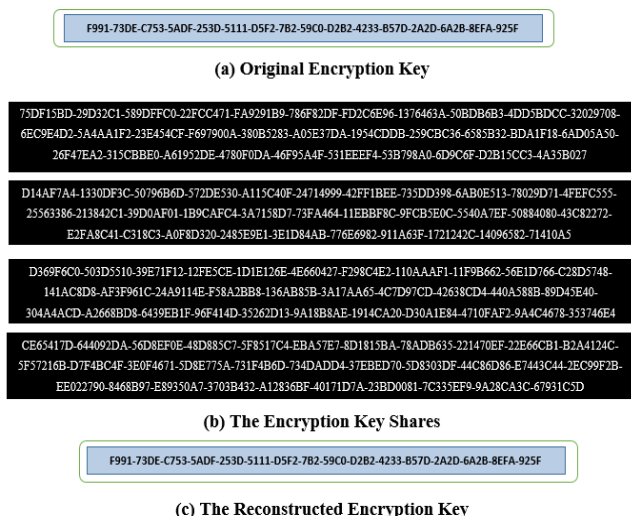 F991-73DE-C753-5ADF-253D-5111-D5F2-7B2-59C0-D2B2-4233-B57D-2A2D-6A2B-8EFA-925F
(a) Original Encryption Key
75DF15BD-29D32C1-589DFFC0-22FCC471-FA9291B9-786F82DF-FD2C6E96-1376463A-50BDB6B3-4DD5BDCC-32029708-
6EC9E4D2-5A4AA1F2-23E454CF-F697900A-380B5283-A05E37DA-1954CDDB-259CBC36-6585B32-BDA1F18-6AD05A50-
26F47EA2-315CBBE0-A61952DE-4780F0DA-46F95A4F-531EEEF4-53B798A0-6D9C6F-D2B15CC3-4A35B027
D14AF7A4-1330DF3C-50796B6D-572DE530-A115C40F-24714999-42FF1BEE-735DD398-6AB0E513-78029D71-4FEFC555-
25563386-213842C1-39D0AF01-1B9CAFC4-3A7158D7-73FA464-11EBBF8C-9FCB5E0C-5540A7EF-50884080-43C82272-
E2FA8C41-C318C3-A0F8D320-2485E9E1-3E1D84AB-776E6982-911A63F-1721242C-14096582-71410A5
D369F6C0-503D5510-39E71F12-12FE5CE-1D1E126E-4E660427-F298C4E2-110AAAF1-11F9B662-56E1D766-C28D5748-
141AC8D8-AF3F961C-24A9114E-F58A2BB8-136AB85B-3A17AA65-4C7D97CD-42638CD4-440A588B-89D45E40-
304A4ACD-A2668BD8-6439EB1F-96F414D-35262D13-9A18B8AE-1914CA20-D30A1E84-4710FAF2-9A4C4678-353746E4
CE65417D-644092DA-56D8EF0E-48D885C7-5F8517C4-EBA57E7-8D1815BA-78ADB635-221470EF-22E66CB1-B2A4124C-
5F57216B-D7F4BC4F-3E0F4671-5D8E775A-731F4B6D-734DADD4-37EBED70-5D8303DF-44C86D86-E7443C44-2EC99F2B-
EE022790-8468B97-E89350A7-3703B432-A12836BF-40171D7A-23BD0081-7C335EF9-9A28CA3C-67931C5D
(b) The Encryption Key Shares
F991-73DE-C753-5ADF-253D-5111-D5F2-7B2-59C0-D2B2-4233-B57D-2A2D-6A2B-8EFA-925F
(c) The Reconstructed Encryption Key